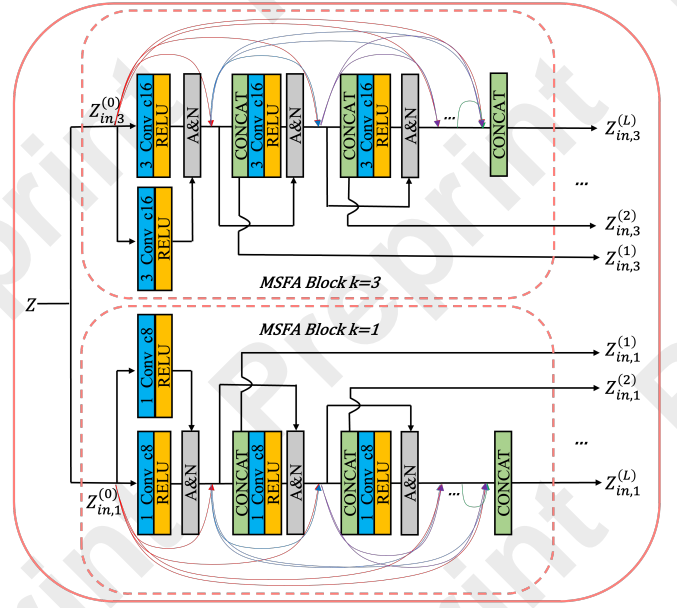 Z_{in,3}^{(0)}
3 Conv c16
RELU
A&N
CONCAT
3 Conv c16
RELU
A&N
CONCAT
3 Conv c16
RELU
A&N
...
CONCAT
Z_{in,3}^{(L)}
...
3 Conv c16
RELU
Z_{in,3}^{(2)}
Z_{in,3}^{(1)}
MSFA Block k=3
Z
MSFA Block k=1
Z_{in,1}^{(1)}
1 Conv c8
RELU
Z_{in,1}^{(2)}
...
Z_{in,1}^{(0)}
1 Conv c8
RELU
A&N
CONCAT
1 Conv c8
RELU
A&N
CONCAT
1 Conv c8
RELU
A&N
...
CONCAT
Z_{in,1}^{(L)}
Preprint